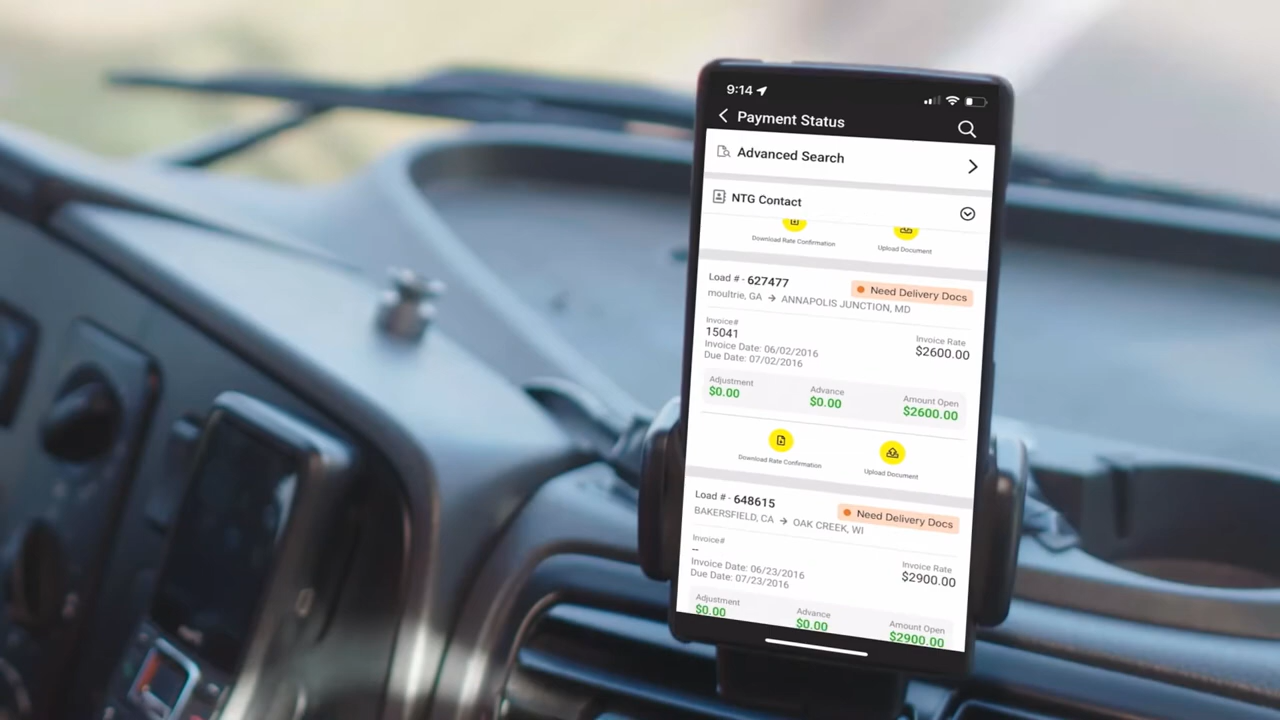 9:14
Payment Status
Advanced Search
NTG Contact
Download Rate Confirmation
Upload Document
Load # - 627477
Need Delivery Docs
moultrie, GA → ANNAPOLIS JUNCTION, MD
Invoice#
15041
Invoice Rate
$2600.00
Invoice Date: 06/02/2016
Due Date: 07/02/2016
Adjustment
$0.00
Advance
$0.00
Amount Open
$2600.00
Download Rate Confirmation
Upload Document
Load # - 648615
Need Delivery Docs
BAKERSFIELD, CA → OAK CREEK, WI
Invoice#
--
Invoice Rate
$2900.00
Invoice Date: 06/23/2016
Due Date: 07/23/2016
Adjustment
$0.00
Advance
$0.00
Amount Open
$2900.00